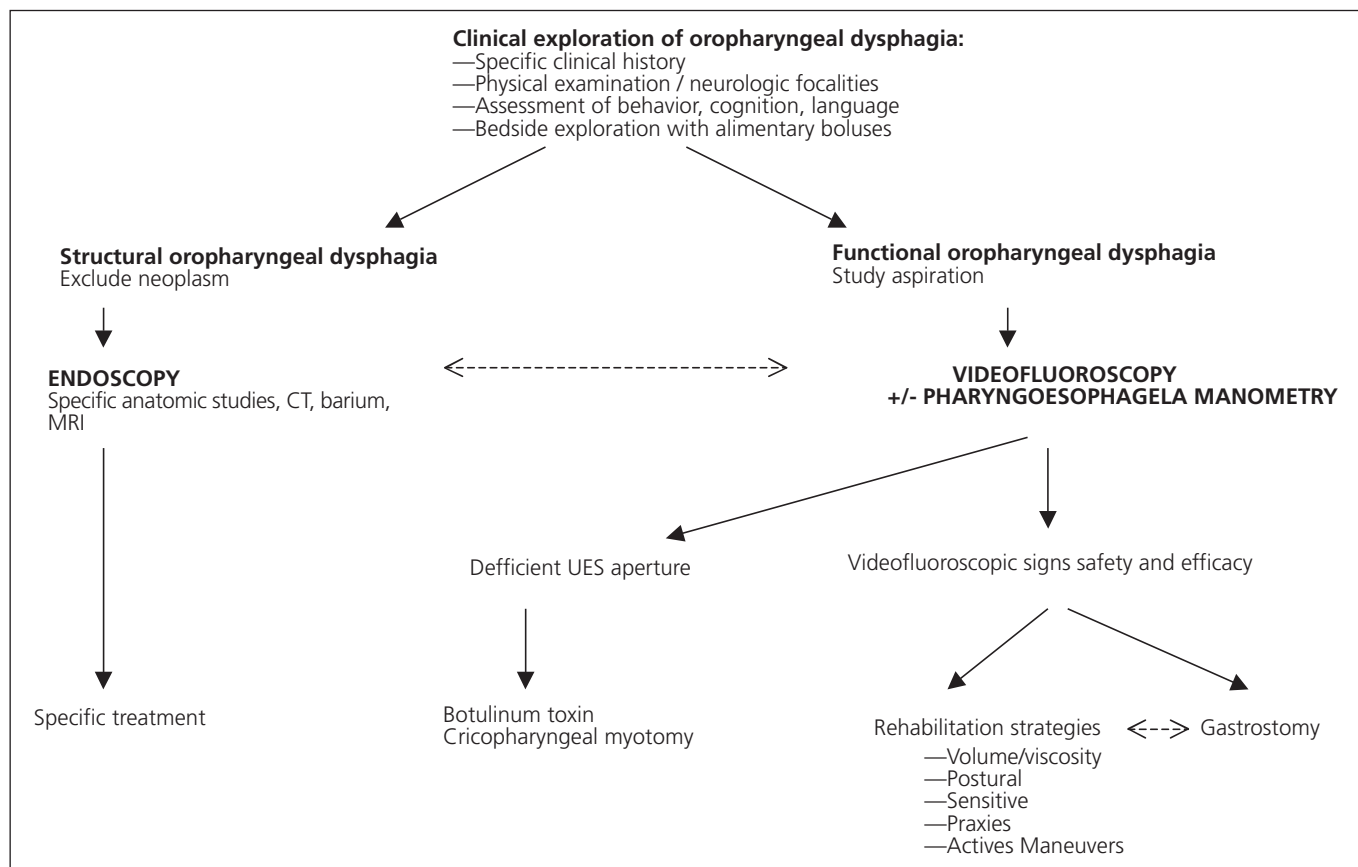 Clinical exploration of oropharyngeal dysphagia:
—Specific clinical history
—Physical examination / neurologic focalities
—Assessment of behavior, cognition, language
—Bedside exploration with alimentary boluses
Structural oropharyngeal dysphagia
Exclude neoplasm
Functional oropharyngeal dysphagia
Study aspiration
ENDOSCOPY
Specific anatomic studies, CT, barium,
MRI
VIDEOFLUOROSCOPY
+/- PHARYNGOESOPHAGELA MANOMETRY
Defficient UES aperture
Videofluoroscopic signs safety and efficacy
Specific treatment
Botulinum toxin
Cricopharyngeal myotomy
Rehabilitation strategies
—Volume/viscosity
—Postural
—Sensitive
—Praxies
—Actives Maneuvers
Gastrostomy